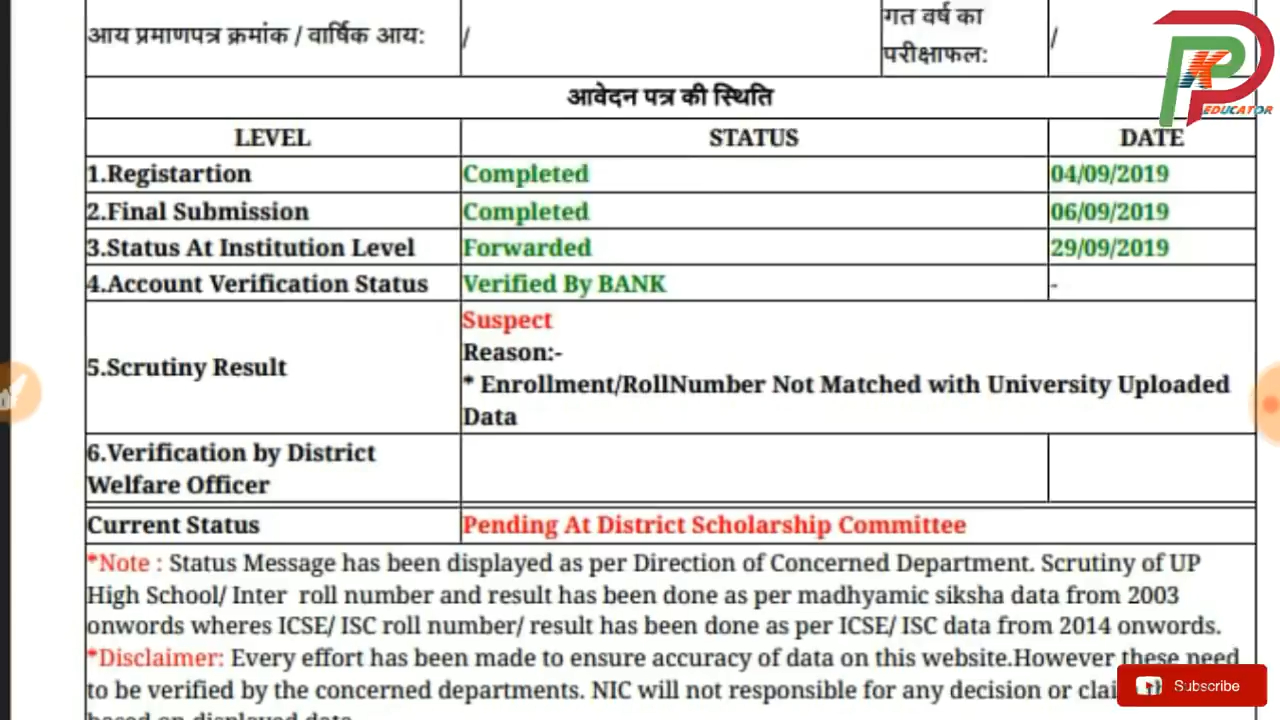 आय प्रमाणपत्र क्रमांक / वार्षिक आय: / गत वर्ष का परीक्षाफल: /
आवेदन पत्र की स्थिति
LEVEL STATUS DATE
1.Registartion Completed 04/09/2019
2.Final Submission Completed 06/09/2019
3.Status At Institution Level Forwarded 29/09/2019
4.Account Verification Status Verified By BANK -
5.Scrutiny Result
Suspect
Reason:-
* Enrollment/RollNumber Not Matched with University Uploaded
Data
6.Verification by District
Welfare Officer
Current Status Pending At District Scholarship Committee
*Note : Status Message has been displayed as per Direction of Concerned Department. Scrutiny of UP
High School/ Inter roll number and result has been done as per madhyamic siksha data from 2003
onwords wheres ICSE/ ISC roll number/ result has been done as per ICSE/ ISC data from 2014 onwords.
*Disclaimer: Every effort has been made to ensure accuracy of data on this website.However these need
to be verified by the concerned departments. NIC will not responsible for any decision or
based on displayed data
PK EDUCATOR
Subscribe